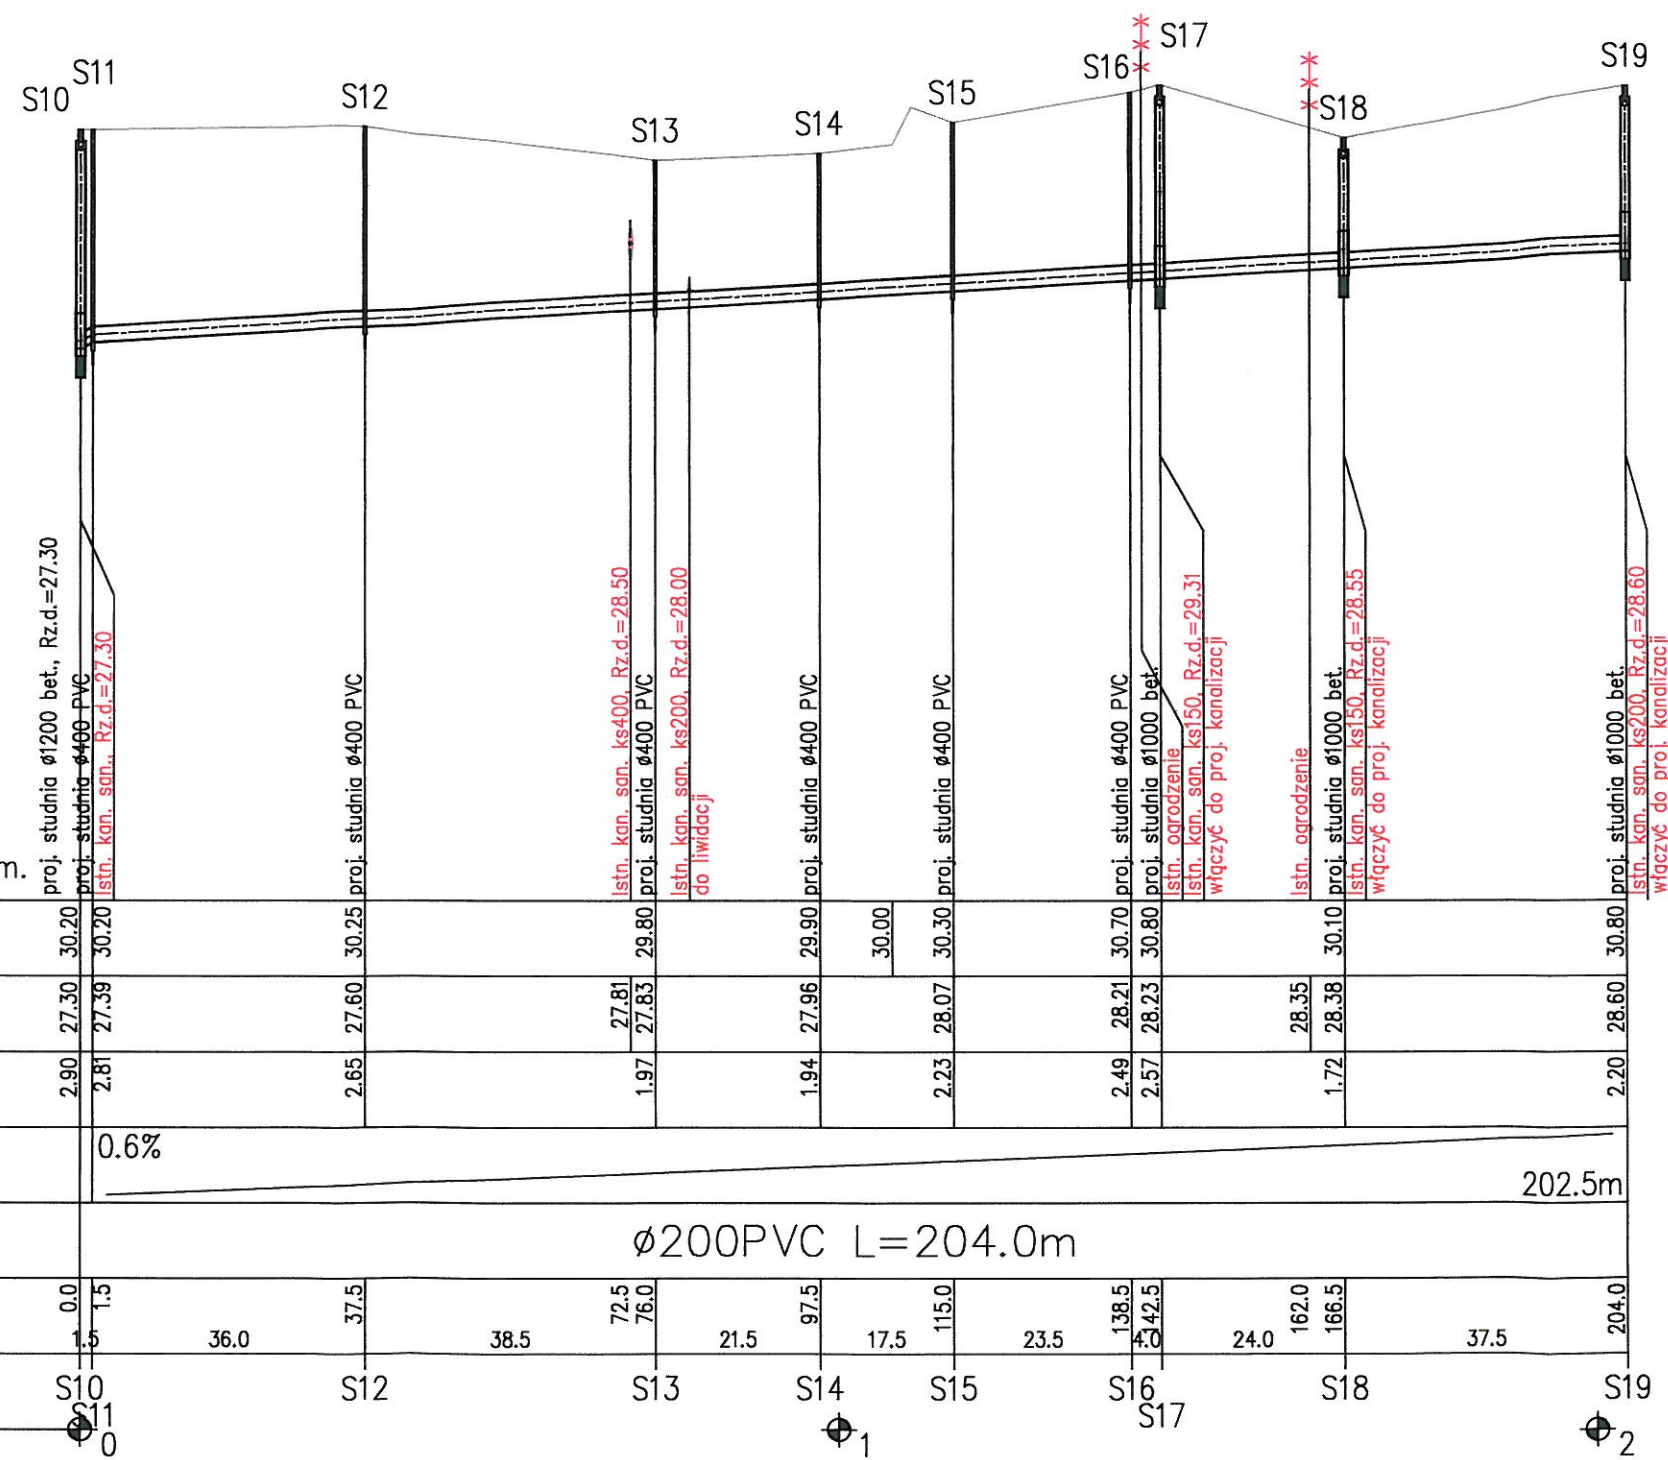 S10
S11
S12
S13
S14
S15
S16
S17
S18
S19
m.
proj. studnia ø1200 bet., Rz.d.=27.30
proj. studnia ø400 PVC
Istn. kan. san., Rz.d.=27.30
proj. studnia ø400 PVC
Istn. kan. san. ks400, Rz.d.=28.50
proj. studnia ø400 PVC
Istn. kan. san. ks200, Rz.d.=28.00
do liwidacji
proj. studnia ø400 PVC
proj. studnia ø400 PVC
proj. studnia ø400 PVC
proj. studnia ø1000 bet.
Istn. ogrodzenie
Istn. kan. san. ks150, Rz.d.=29.31
włączyć do proj. kanalizacji
Istn. ogrodzenie
proj. studnia ø1000 bet.
Istn. kan. san. ks150, Rz.d.=28.55
włączyć do proj. kanalizacji
proj. studnia ø1000 bet.
Istn. kan. san. ks200, Rz.d.=28.60
włączyć do proj. kanalizacji
30.20 30.20 30.25 29.80 29.90 30.00 30.30 30.70 30.80 30.10 30.80
27.30 27.39 27.60 27.81 27.83 27.96 28.07 28.21 28.23 28.35 28.38 28.60
2.90 2.81 2.65 1.97 1.94 2.23 2.49 2.57 1.72 2.20
0.6%
202.5m
ø200PVC L=204.0m
0.0 1.5 37.5 72.5 76.0 97.5 115.0 138.5 142.5 162.0 166.5 204.0
1.5 36.0 38.5 21.5 17.5 23.5 4.0 24.0 37.5
S10 S12 S13 S14 S15 S16 S18 S19
S11 S17
0 1 2